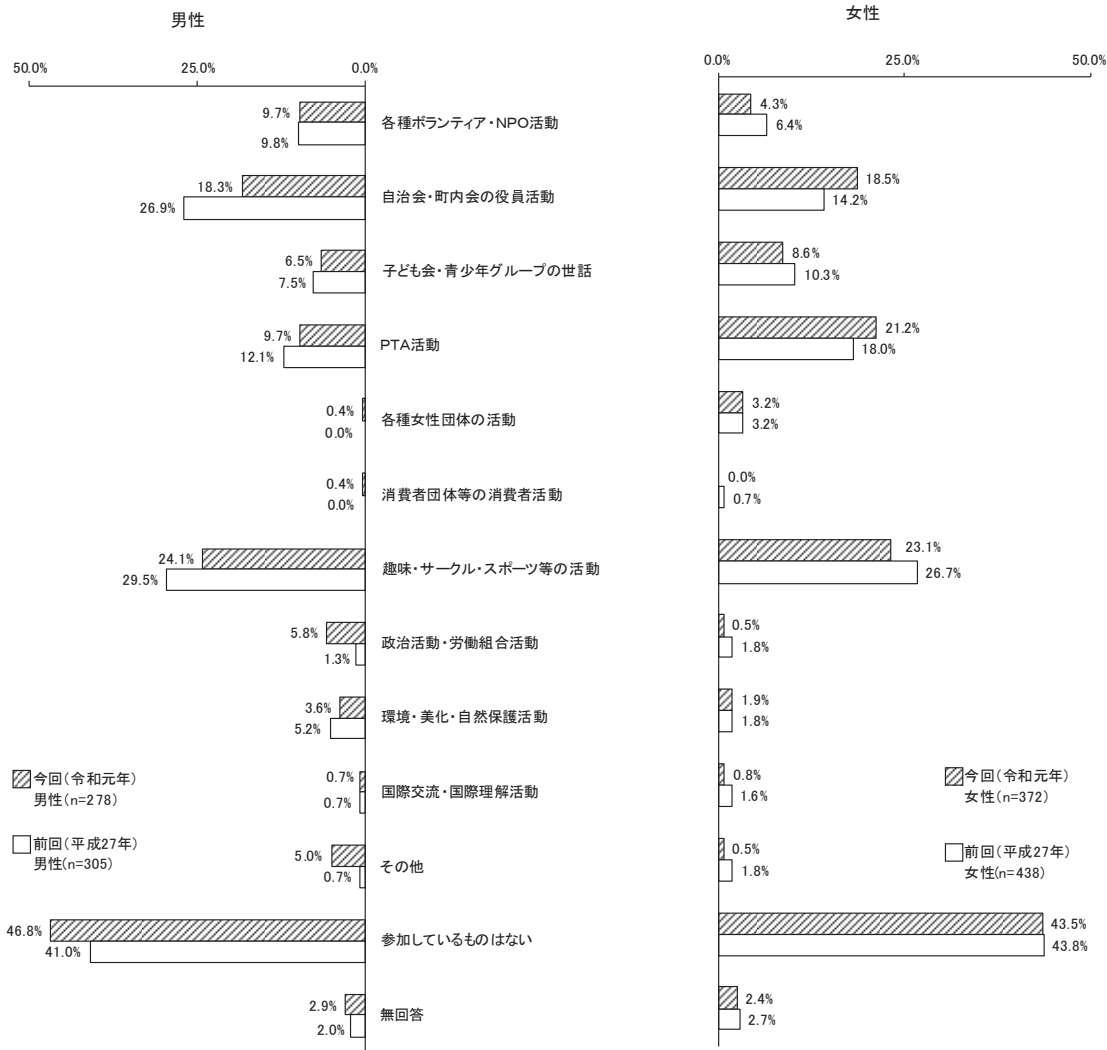 男性
女性
50.0%
25.0%
0.0%
0.0%
25.0%
50.0%
9.7%
9.8%
各種ボランティア・NPO活動
4.3%
6.4%
18.3%
26.9%
自治会・町内会の役員活動
18.5%
14.2%
6.5%
7.5%
子ども会・青少年グループの世話
8.6%
10.3%
9.7%
12.1%
PTA活動
21.2%
18.0%
0.4%
0.0%
各種女性団体の活動
3.2%
3.2%
0.4%
0.0%
消費者団体等の消費者活動
0.0%
0.7%
24.1%
29.5%
趣味・サークル・スポーツ等の活動
23.1%
26.7%
5.8%
1.3%
政治活動・労働組合活動
0.5%
1.8%
3.6%
5.2%
環境・美化・自然保護活動
1.9%
1.8%
今回(令和元年)
男性(n=278)
0.7%
0.7%
国際交流・国際理解活動
0.8%
1.6%
今回(令和元年)
女性(n=372)
前回(平成27年)
男性(n=305)
5.0%
0.7%
その他
0.5%
1.8%
前回(平成27年)
女性(n=438)
46.8%
41.0%
参加しているものはない
43.5%
43.8%
2.9%
2.0%
無回答
2.4%
2.7%